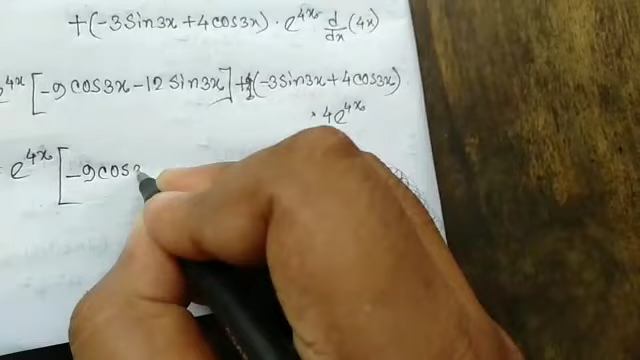 +(-3sin3x+4cos3x) · e^4x d/dx (4x)
e^4x [-9cos3x-12sin3x]+(-3sin3x+4cos3x)
· 4e^4x
e^4x [-9cos